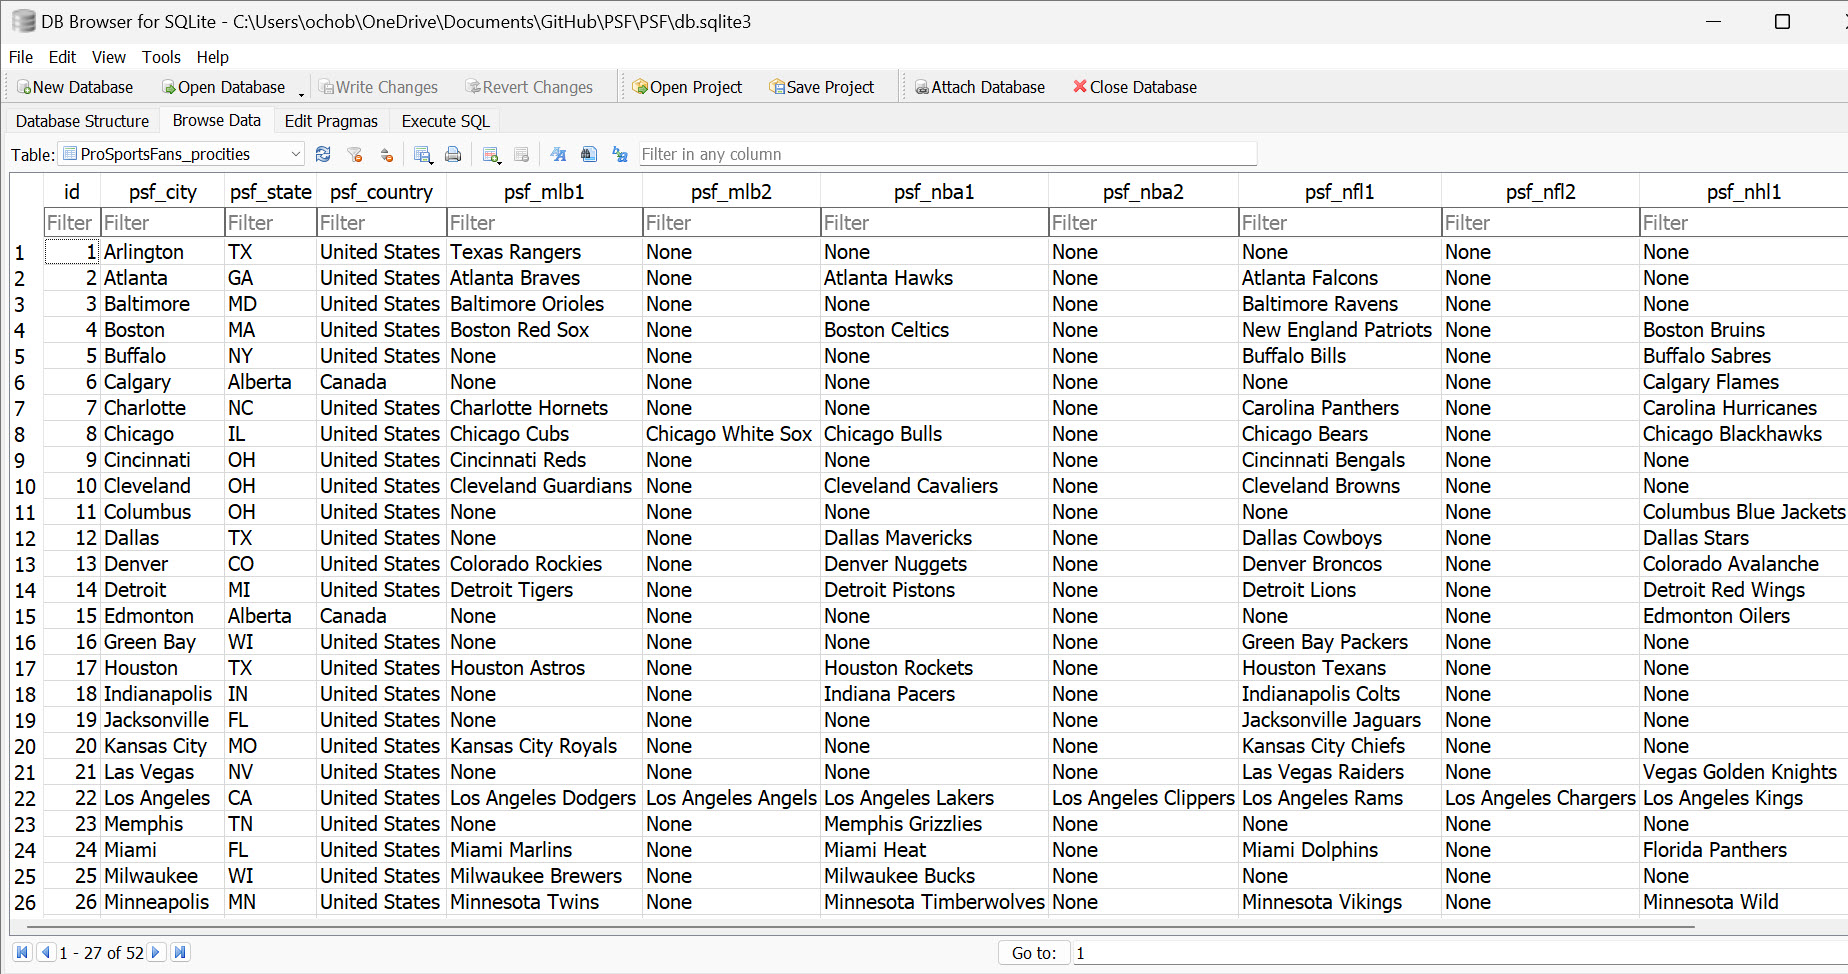 DB Browser for SQLite - C:\Users\ochob\OneDrive\Documents\GitHub\PSF\PSF\db.sqlite3
File Edit View Tools Help
New Database Open Database Write Changes Revert Changes Open Project Save Project Attach Database Close Database
Database Structure Browse Data Edit Pragmas Execute SQL
Table: ProSportsFans_procities Filter in any column
id psf_city psf_state psf_country psf_mlb1 psf_mlb2 psf_nba1 psf_nba2 psf_nfl1 psf_nfl2 psf_nhl1
Filter Filter Filter Filter Filter Filter Filter Filter Filter Filter Filter
1 1 Arlington TX United States Texas Rangers None None None None None None
2 2 Atlanta GA United States Atlanta Braves None Atlanta Hawks None Atlanta Falcons None None
3 3 Baltimore MD United States Baltimore Orioles None None None Baltimore Ravens None None
4 4 Boston MA United States Boston Red Sox None Boston Celtics None New England Patriots None Boston Bruins
5 5 Buffalo NY United States None None None None Buffalo Bills None Buffalo Sabres
6 6 Calgary Alberta Canada None None None None None None Calgary Flames
7 7 Charlotte NC United States Charlotte Hornets None None None Carolina Panthers None Carolina Hurricanes
8 8 Chicago IL United States Chicago Cubs Chicago White Sox Chicago Bulls None Chicago Bears None Chicago Blackhawks
9 9 Cincinnati OH United States Cincinnati Reds None None None Cincinnati Bengals None None
10 10 Cleveland OH United States Cleveland Guardians None Cleveland Cavaliers None Cleveland Browns None None
11 11 Columbus OH United States None None None None None None Columbus Blue Jackets
12 12 Dallas TX United States None None Dallas Mavericks None Dallas Cowboys None Dallas Stars
13 13 Denver CO United States Colorado Rockies None Denver Nuggets None Denver Broncos None Colorado Avalanche
14 14 Detroit MI United States Detroit Tigers None Detroit Pistons None Detroit Lions None Detroit Red Wings
15 15 Edmonton Alberta Canada None None None None None None Edmonton Oilers
16 16 Green Bay WI United States None None None None Green Bay Packers None None
17 17 Houston TX United States Houston Astros None Houston Rockets None Houston Texans None None
18 18 Indianapolis IN United States None None Indiana Pacers None Indianapolis Colts None None
19 19 Jacksonville FL United States None None None None Jacksonville Jaguars None None
20 20 Kansas City MO United States Kansas City Royals None None None Kansas City Chiefs None None
21 21 Las Vegas NV United States None None None None Las Vegas Raiders None Vegas Golden Knights
22 22 Los Angeles CA United States Los Angeles Dodgers Los Angeles Angels Los Angeles Lakers Los Angeles Clippers Los Angeles Rams Los Angeles Chargers Los Angeles Kings
23 23 Memphis TN United States None None Memphis Grizzlies None None None None
24 24 Miami FL United States Miami Marlins None Miami Heat None Miami Dolphins None Florida Panthers
25 25 Milwaukee WI United States Milwaukee Brewers None Milwaukee Bucks None None None None
26 26 Minneapolis MN United States Minnesota Twins None Minnesota Timberwolves None Minnesota Vikings None Minnesota Wild
1 - 27 of 52 Go to: 1